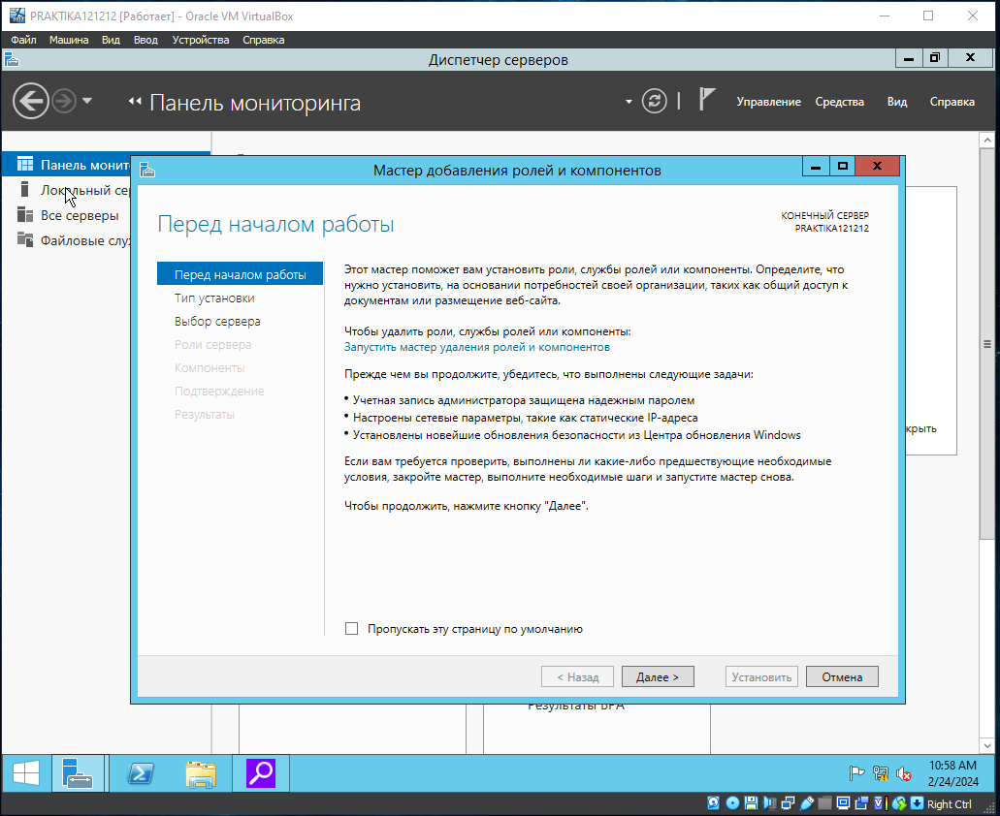 PRAKTIKA121212 [Работает] - Oracle VM VirtualBox
Файл Машина Вид Ввод Устройства Справка
Диспетчер серверов
Панель мониторинга
Управление Средства Вид Справка
Панель
Локальный
Все серверы
Файловые
Мастер добавления ролей и компонентов
Перед началом работы
КОНЕЧНЫЙ СЕРВЕР
PRAKTIKA121212
Перед началом работы
Тип установки
Выбор сервера
Роли сервера
Компоненты
Подтверждение
Результаты
Этот мастер поможет вам установить роли, службы ролей или компоненты. Определите, что
нужно установить, на основании потребностей своей организации, таких как общий доступ к
документам или размещение веб-сайта.
Чтобы удалить роли, службы ролей или компоненты:
Запустить мастер удаления ролей и компонентов
Прежде чем вы продолжите, убедитесь, что выполнены следующие задачи:
• Учетная запись администратора защищена надежным паролем
• Настроены сетевые параметры, такие как статические IP-адреса
• Установлены новейшие обновления безопасности из Центра обновления Windows
Если вам требуется проверить, выполнены ли какие-либо предшествующие необходимые
условия, закройте мастер, выполните необходимые шаги и запустите мастер снова.
Чтобы продолжить, нажмите кнопку "Далее".
Пропускать эту страницу по умолчанию
< Назад Далее > Установить Отмена
Результаты BPA
10:58 AM
2/24/2024
Right Ctrl